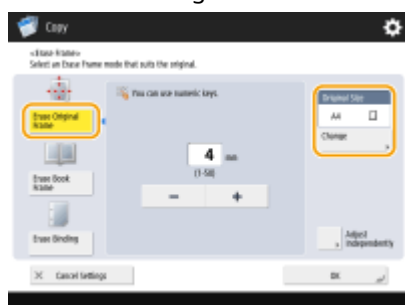 Copy
<Erase Frame>
Select an Erase Frame mode that suits the original.
You can use numeric keys.
Erase Original
Frame
Original Size
A4
Change
4 mm
(1-50)
Erase Book
Frame
− +
Erase Binding
Adjust
Independently
× Cancel Settings
OK